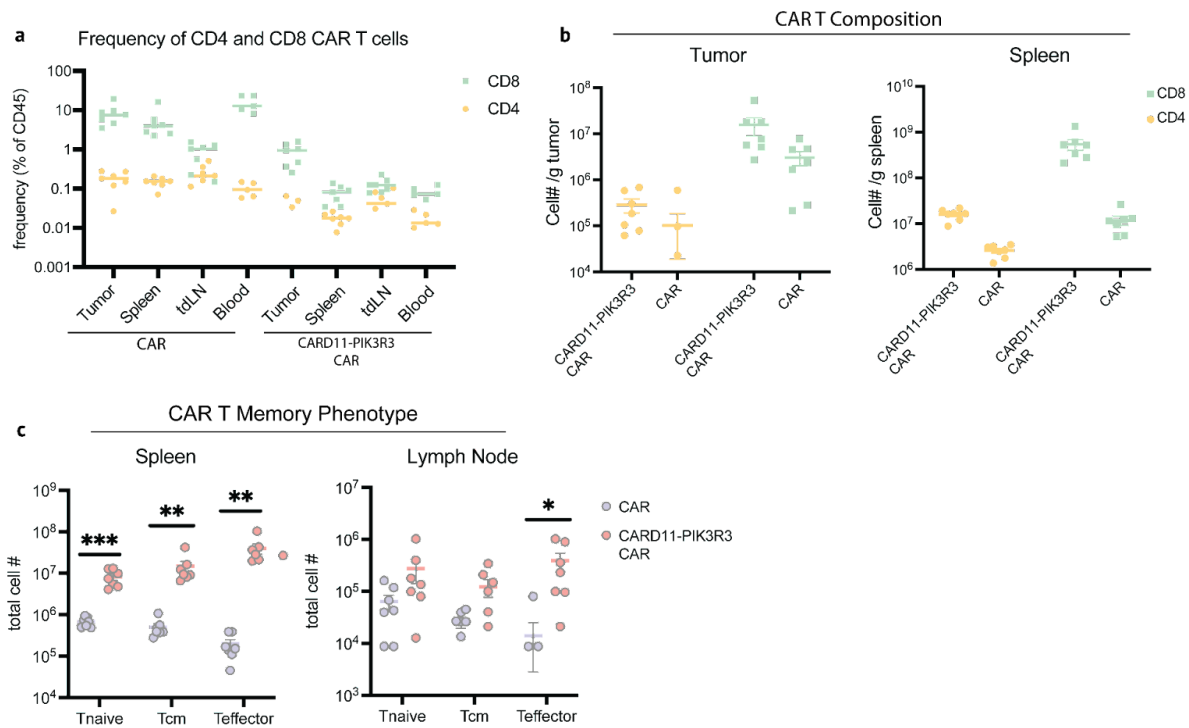 a
Frequency of CD4 and CD8 CAR T cells
frequency (% of CD45)
100
10
1
0.1
0.01
0.001
CD8
CD4
Tumor
Spleen
tdLN
Blood
Tumor
Spleen
tdLN
Blood
CAR
CARD11-PIK3R3
CAR
CAR T Composition
b
Tumor
Cell# /g tumor
10⁸
10⁷
10⁶
10⁵
10⁴
CARD11-PIK3R3
CAR
CAR
CARD11-PIK3R3
CAR
CAR
Spleen
Cell# /g spleen
10¹⁰
10⁹
10⁸
10⁷
10⁶
CD8
CD4
CARD11-PIK3R3
CAR
CAR
CARD11-PIK3R3
CAR
CAR
CAR T Memory Phenotype
c
Spleen
total cell #
10⁹
10⁸
10⁷
10⁶
10⁵
10⁴
***
**
**
Tnaive
Tcm
Teffector
Lymph Node
total cell #
10⁷
10⁶
10⁵
10⁴
10³
*
Tnaive
Tcm
Teffector
CAR
CARD11-PIK3R3
CAR